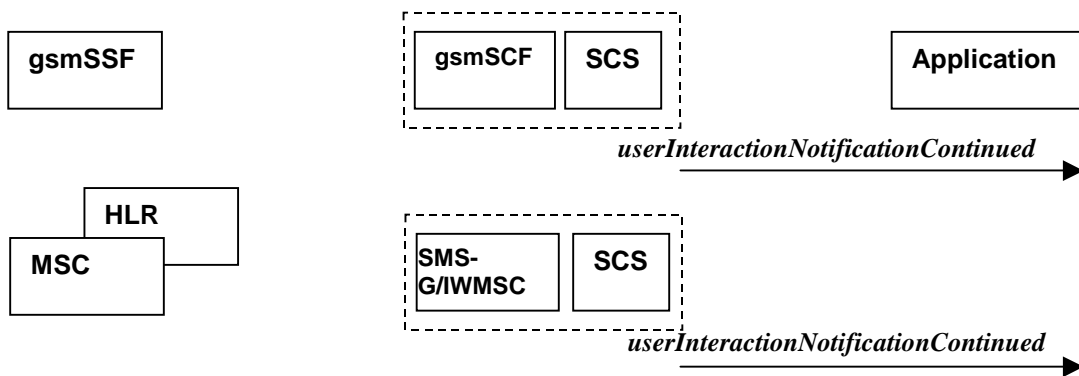 gsmSSF
gsmSCF
SCS
Application
userInteractionNotificationContinued
HLR
MSC
SMS-
G/IWMSC
SCS
userInteractionNotificationContinued